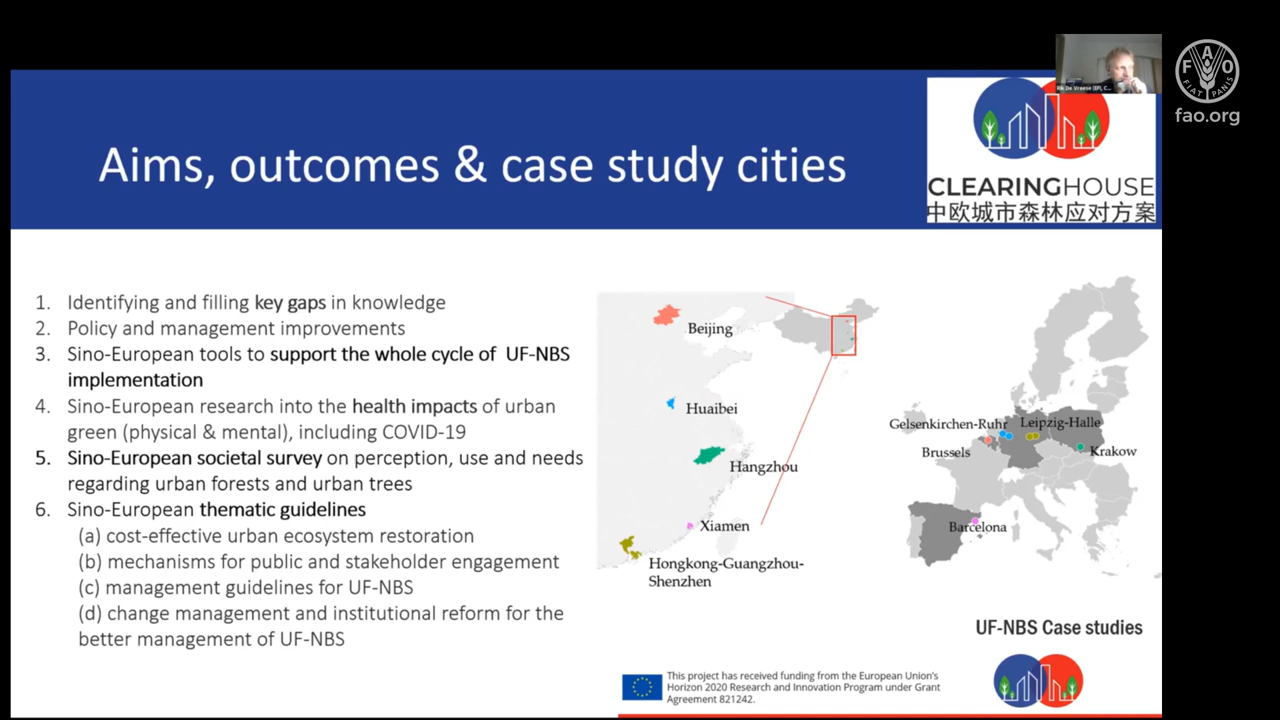 Rik De Vreese (EFI, C...
FAO
FIAT PANIS
fao.org
Aims, outcomes & case study cities
CLEARINGHOUSE
中欧城市森林应对方案
1. Identifying and filling key gaps in knowledge
2. Policy and management improvements
3. Sino-European tools to support the whole cycle of UF-NBS
implementation
4. Sino-European research into the health impacts of urban
green (physical & mental), including COVID-19
5. Sino-European societal survey on perception, use and needs
regarding urban forests and urban trees
6. Sino-European thematic guidelines
(a) cost-effective urban ecosystem restoration
(b) mechanisms for public and stakeholder engagement
(c) management guidelines for UF-NBS
(d) change management and institutional reform for the
better management of UF-NBS
Beijing
Huaibei
Hangzhou
Xiamen
Hongkong-Guangzhou-
Shenzhen
Gelsenkirchen-Ruhr
Leipzig-Halle
Brussels
Krakow
Barcelona
UF-NBS Case studies
This project has received funding from the European Union's
Horizon 2020 Research and Innovation Program under Grant
Agreement 821242.